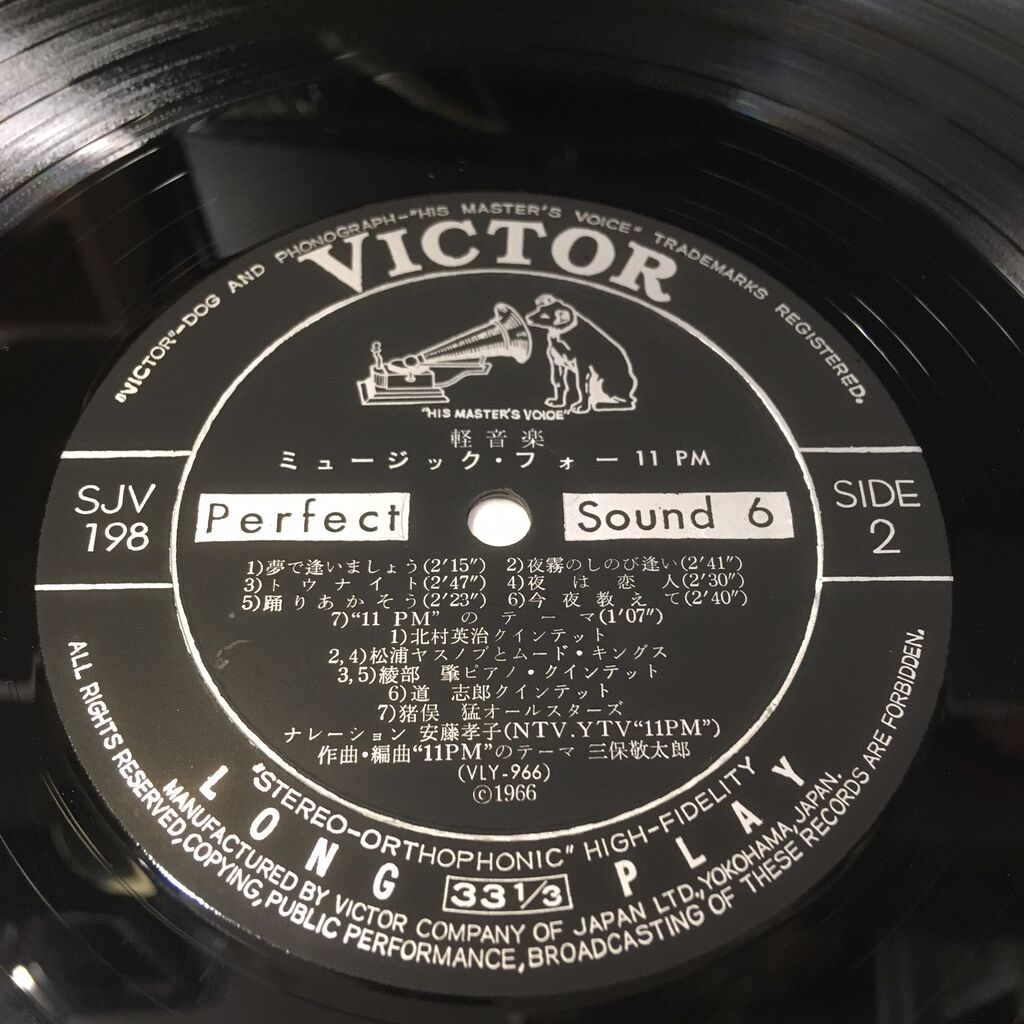 "VICTOR"-DOG AND PHONOGRAPH-"HIS MASTER'S VOICE" TRADEMARKS REGISTERED.
VICTOR
"HIS MASTER'S VOICE"
軽音楽
ミュージック・フォー 11 PM
SJV
198
Perfect
Sound 6
SIDE
2
1)夢で逢いましょう(2'15") 2)夜霧のしのび逢い(2'41")
3)トウナイト(2'47") 4)夜は恋人(2'30")
5)踊りあかそう(2'23") 6)今夜教えて(2'40")
7)"11 PM" のテーマ(1'07")
1)北村英治クインテット
2,4)松浦ヤスノブとムード・キングス
3,5)綾部 肇ピアノ・クインテット
6)道 志郎クインテット
7)猪俣 猛オールスターズ
ナレーション 安藤孝子(NTV.YTV"11PM")
作曲・編曲"11PM"のテーマ 三保敬太郎
(VLY-966)
©1966
"STEREO-ORTHOPHONIC" HIGH-FIDELITY
LONG PLAY
33 1/3
MANUFACTURED BY VICTOR COMPANY OF JAPAN LTD., YOKOHAMA, JAPAN.
ALL RIGHTS RESERVED, COPYING, PUBLIC PERFORMANCE, BROADCASTING OF THESE RECORDS ARE FORBIDDEN.